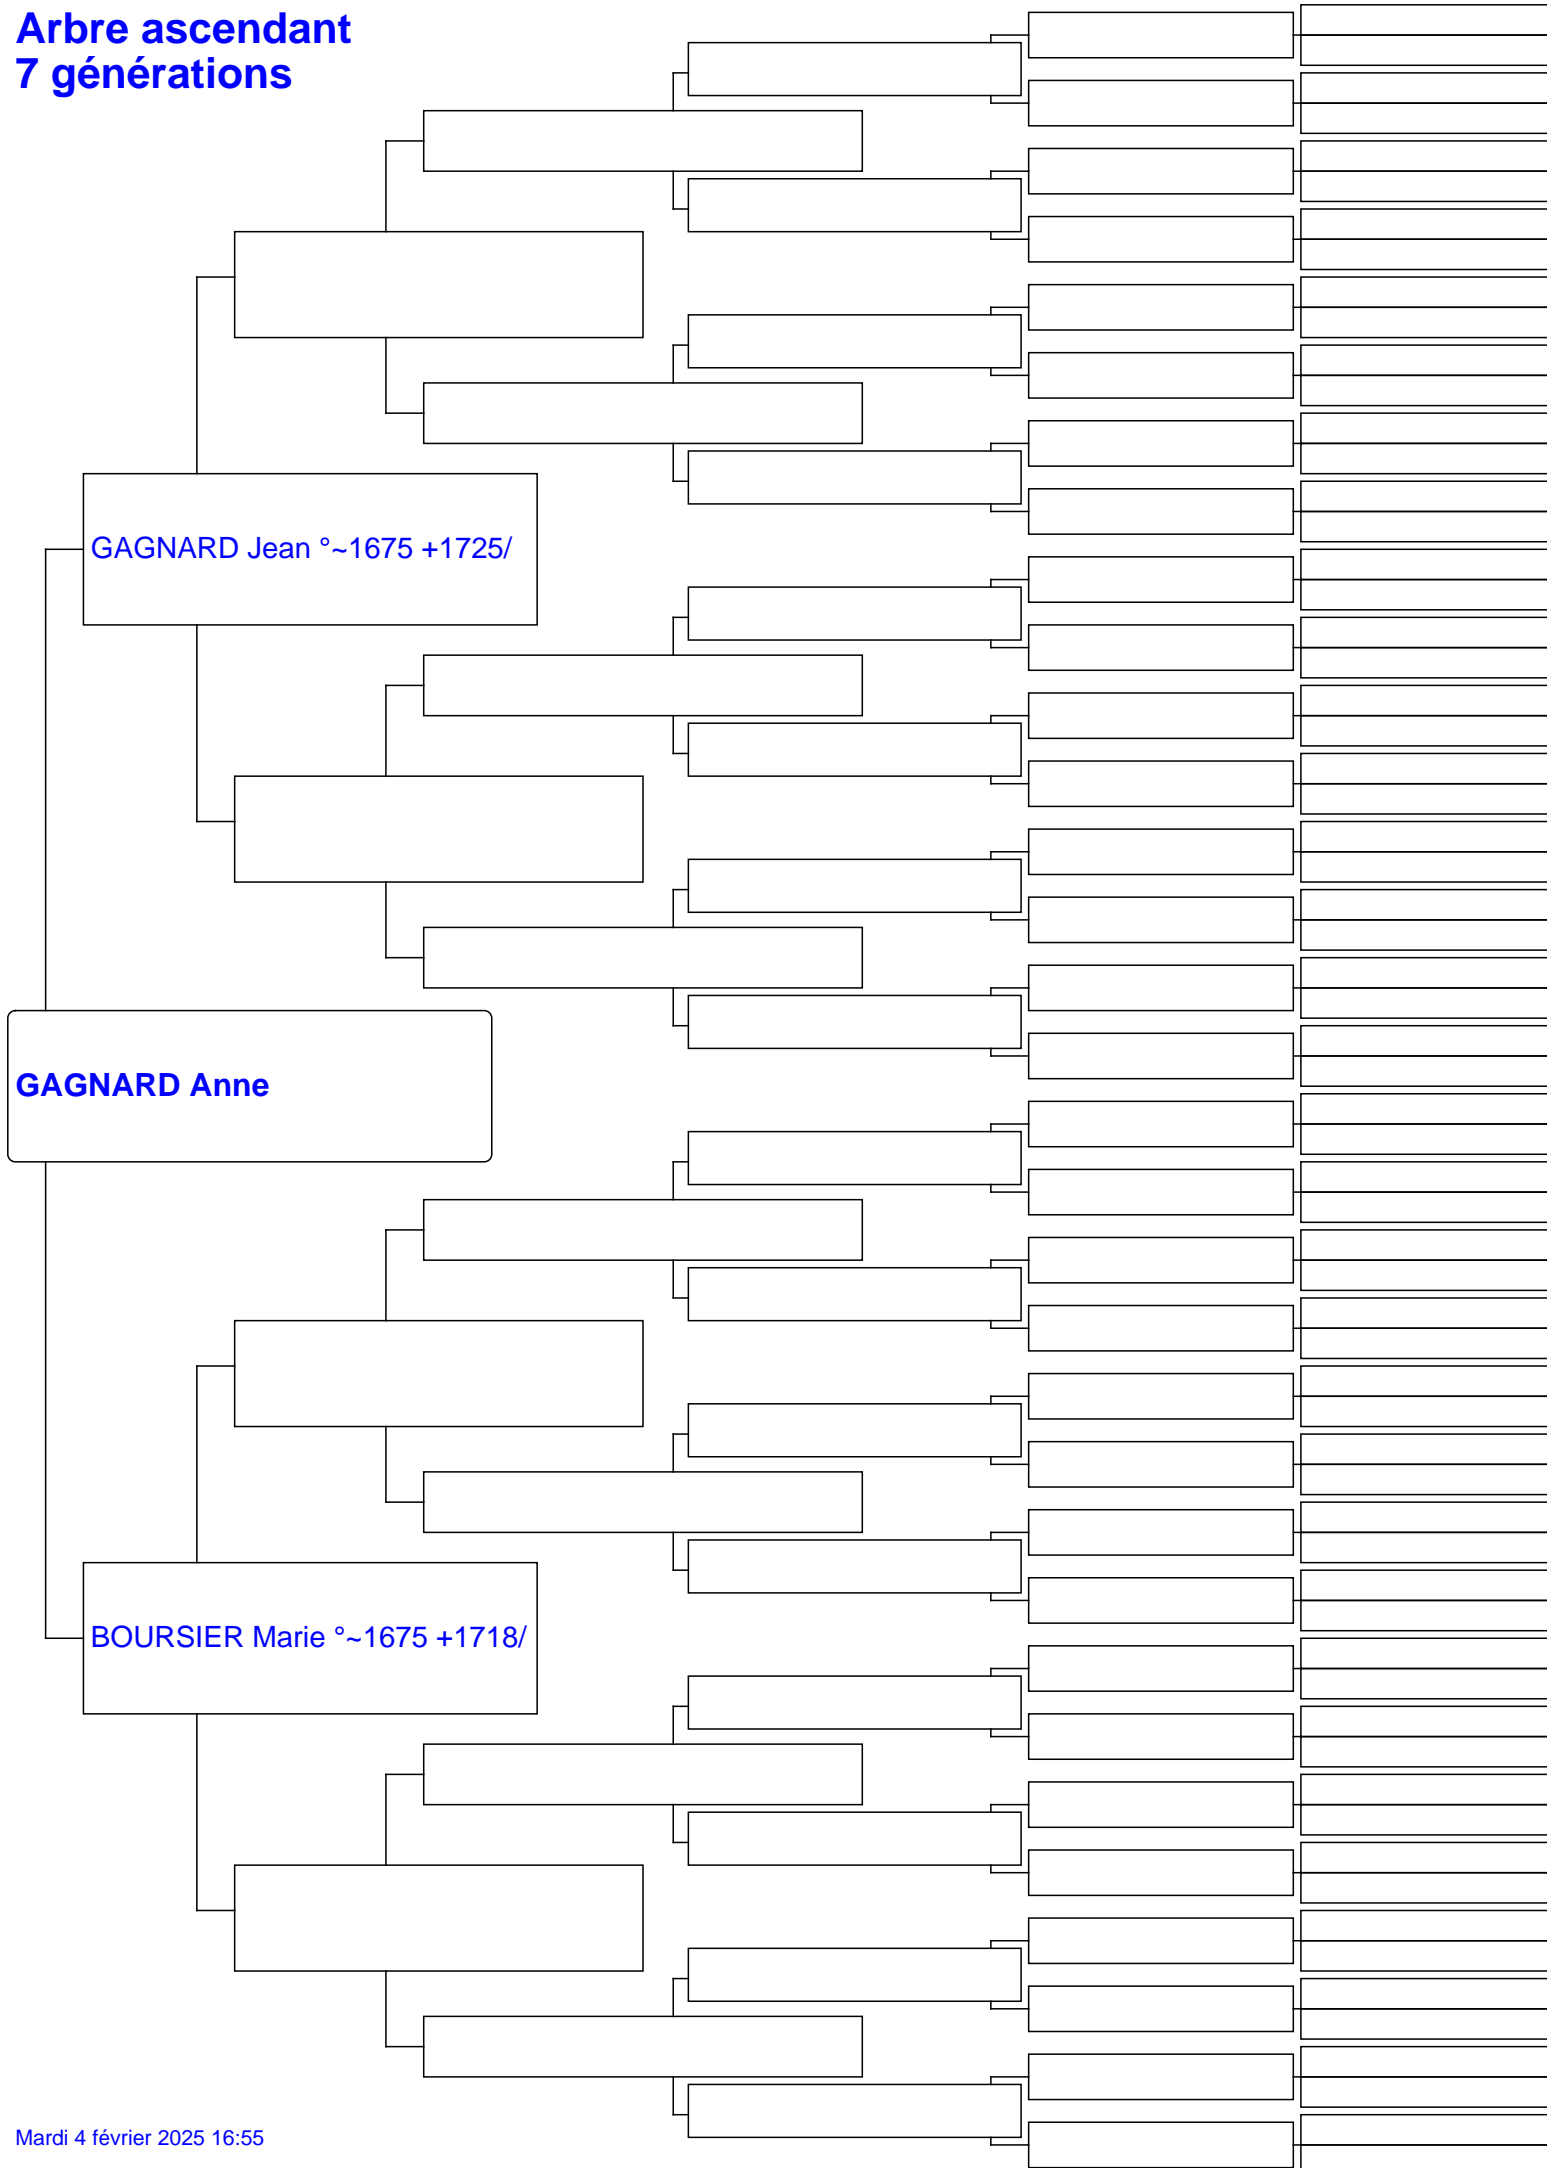 Arbre ascendant
7 générations
GAGNARD Jean °~1675 +1725/
GAGNARD Anne
BOURSIER Marie °~1675 +1718/
Mardi 4 février 2025 16:55